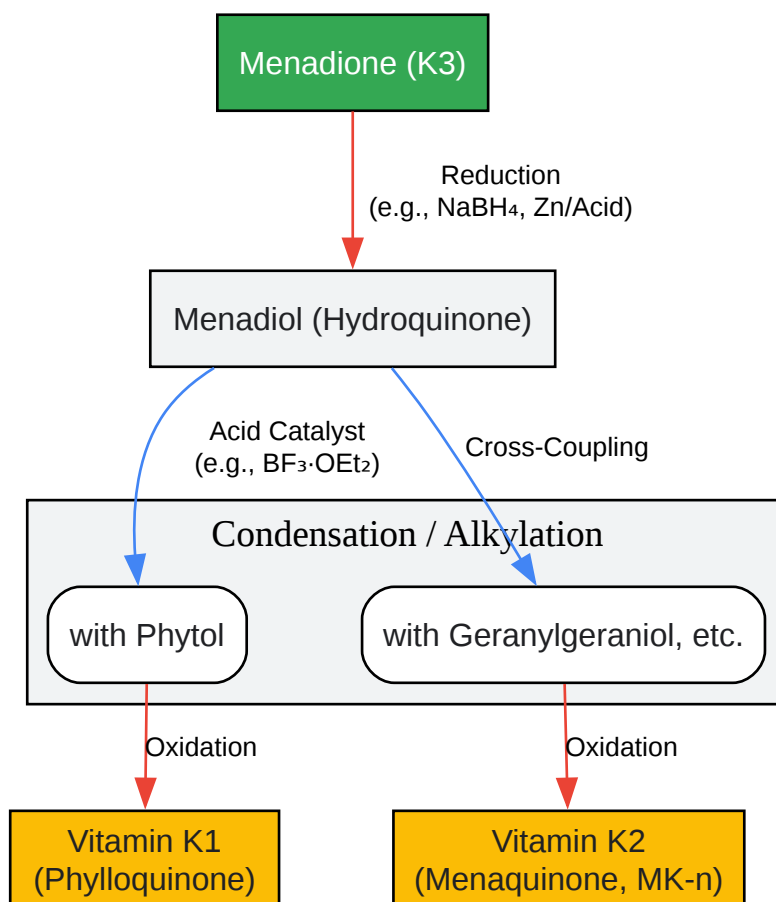 Menadione (K3)
Reduction
(e.g., NaBH₄, Zn/Acid)
Menadiol (Hydroquinone)
Acid Catalyst
(e.g., BF₃·OEt₂)
Cross-Coupling
Condensation / Alkylation
with Phytol
with Geranylgeraniol, etc.
Oxidation
Oxidation
Vitamin K1
(Phylloquinone)
Vitamin K2
(Menaquinone, MK-n)